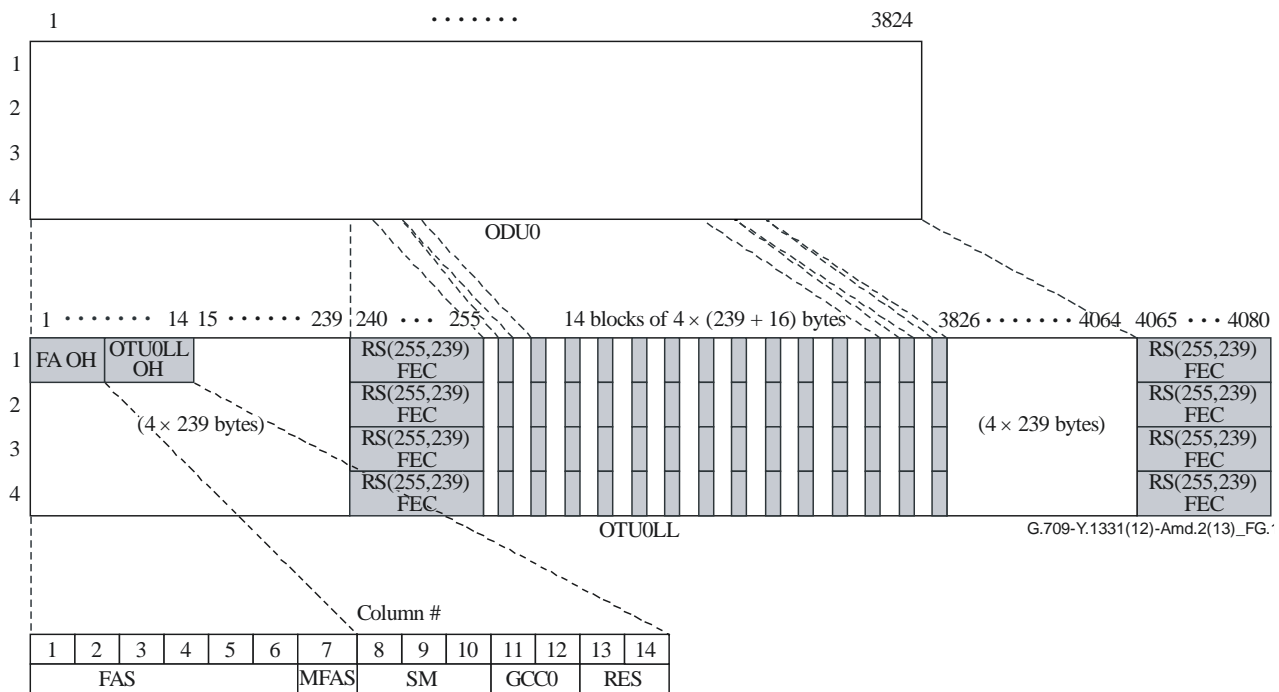 1 ······· 3824
1
2
3
4
ODU0
1 ······· 14 15 ······ 239 240 ··· 255 14 blocks of 4 × (239 + 16) bytes 3826 ······· 4064 4065 ··· 4080
1 FA OH OTU0LL OH RS(255,239) FEC RS(255,239) FEC
2 RS(255,239) FEC RS(255,239) FEC
(4 × 239 bytes) (4 × 239 bytes)
3 RS(255,239) FEC RS(255,239) FEC
4 RS(255,239) FEC RS(255,239) FEC
OTU0LL
G.709-Y.1331(12)-Amd.2(13)_FG.
Column #
1 2 3 4 5 6 7 8 9 10 11 12 13 14
FAS MFAS SM GCC0 RES